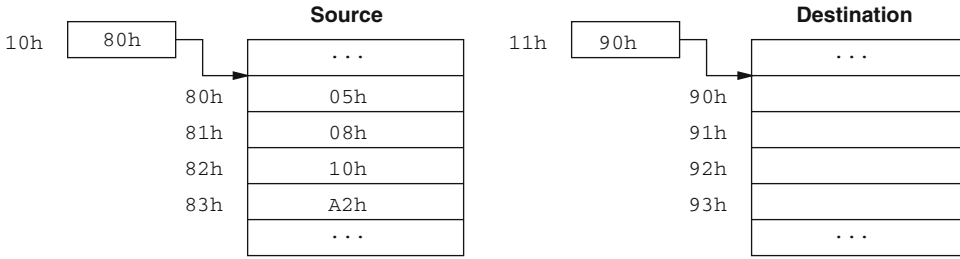 Source Destination
10h 80h 11h 90h
... ...
80h 05h 90h
81h 08h 91h
82h 10h 92h
83h A2h 93h
... ...